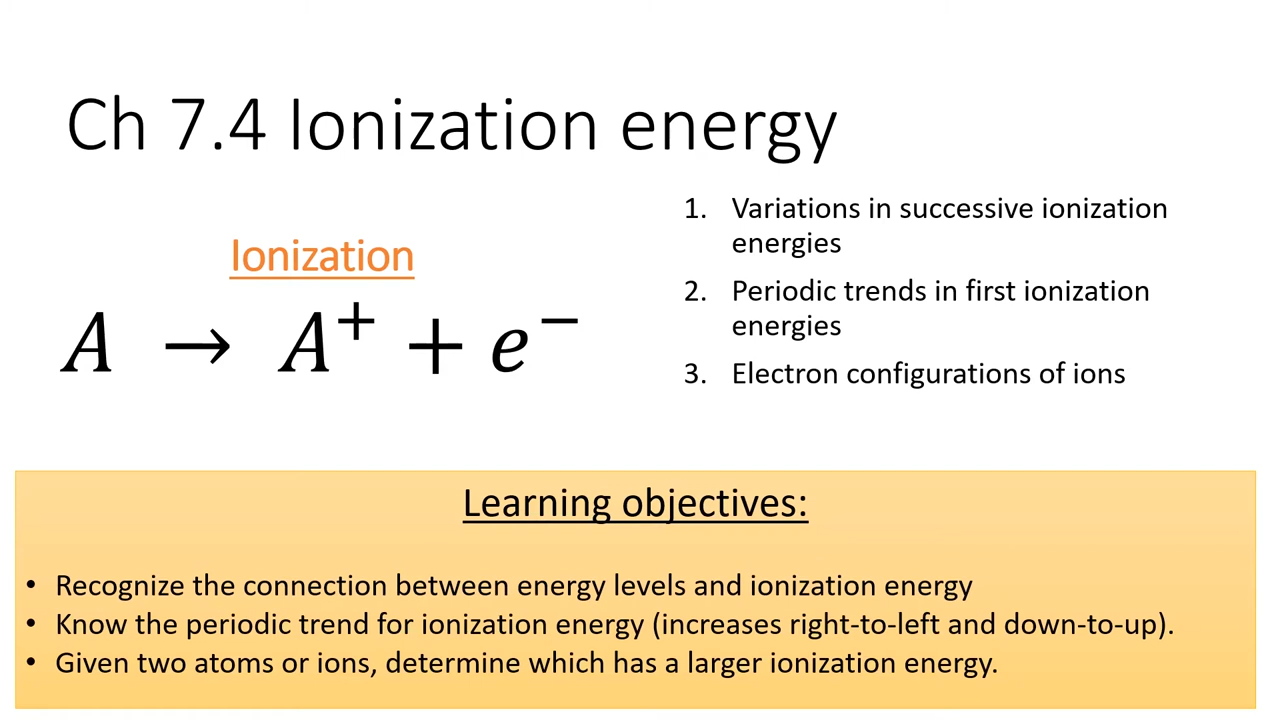 Ch 7.4 Ionization energy
Ionization
A → A⁺ + e⁻
1. Variations in successive ionization
energies
2. Periodic trends in first ionization
energies
3. Electron configurations of ions
Learning objectives:
• Recognize the connection between energy levels and ionization energy
• Know the periodic trend for ionization energy (increases right-to-left and down-to-up).
• Given two atoms or ions, determine which has a larger ionization energy.